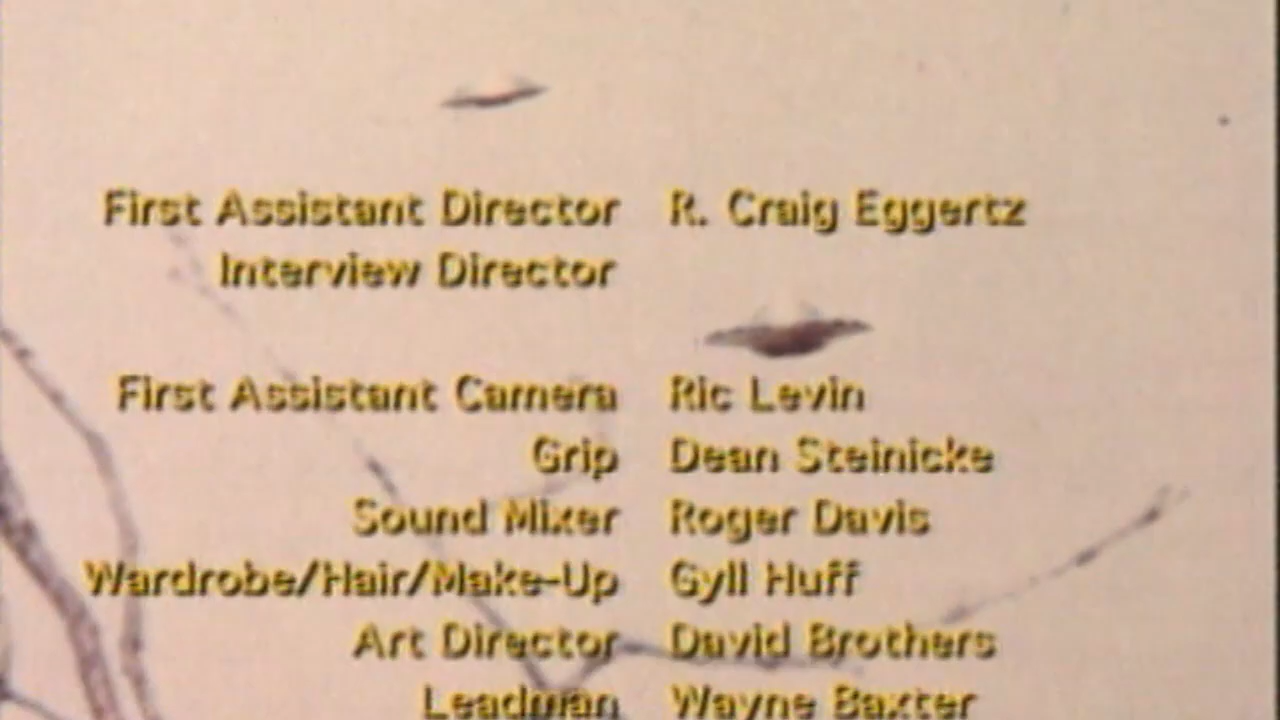 First Assistant Director R. Craig Eggertz
Interview Director
First Assistant Camera Ric Levin
Grip Dean Steinicke
Sound Mixer Roger Davis
Wardrobe/Hair/Make-Up Gyll Huff
Art Director David Brothers
Leadman Wayne Baxter